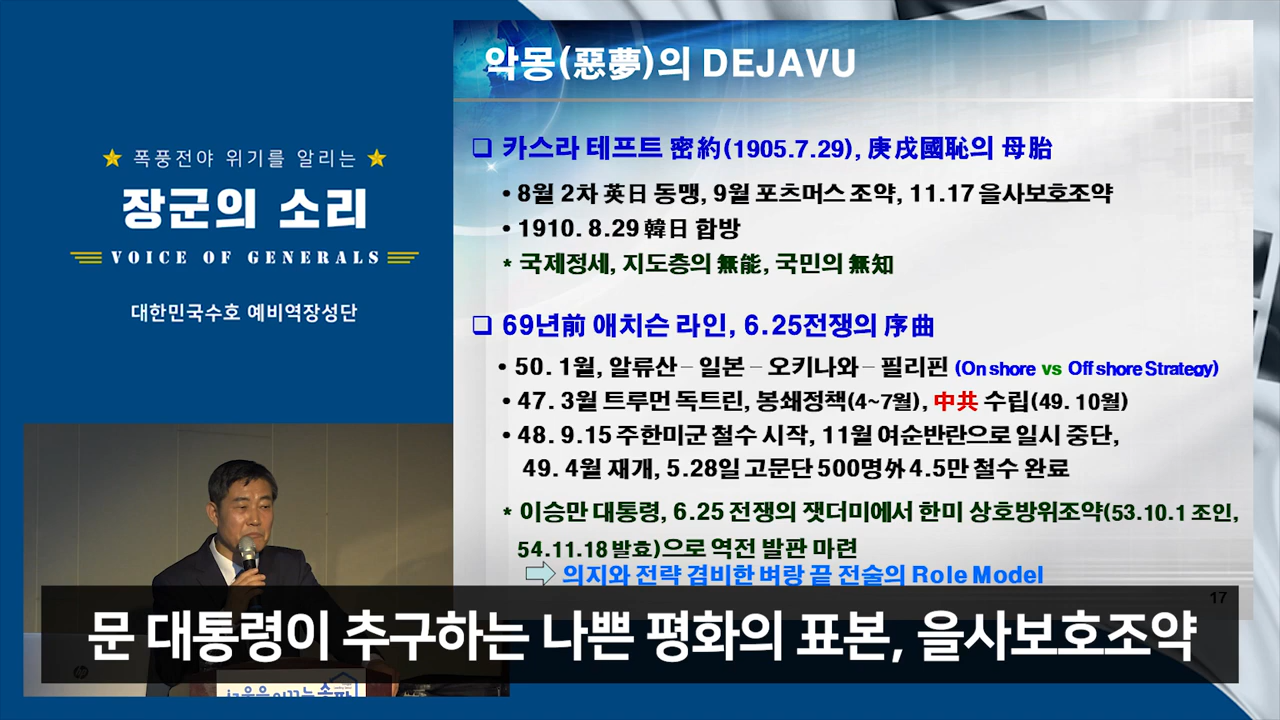 악몽(惡夢)의 DEJAVU
★ 폭풍전야 위기를 알리는 ★
장군의 소리
VOICE OF GENERALS
대한민국수호 예비역장성단
❑ 카스라 테프트 密約(1905.7.29), 庚戌國恥의 母胎
• 8월 2차 英日 동맹, 9월 포츠머스 조약, 11.17 을사보호조약
• 1910. 8.29 韓日 합방
* 국제정세, 지도층의 無能, 국민의 無知
❑ 69년前 애치슨 라인, 6.25전쟁의 序曲
• 50. 1월, 알류산 – 일본 – 오키나와 – 필리핀 (On shore vs Off shore Strategy)
• 47. 3월 트루먼 독트린, 봉쇄정책(4~7월), 中共 수립(49. 10월)
• 48. 9.15 주한미군 철수 시작, 11월 여순반란으로 일시 중단,
49. 4월 재개, 5.28일 고문단 500명外 4.5만 철수 완료
* 이승만 대통령, 6.25 전쟁의 잿더미에서 한미 상호방위조약(53.10.1 조인,
54.11.18 발효)으로 역전 발판 마련
⇨ 의지와 전략 겸비한 벼랑 끝 전술의 Role Model
17
문 대통령이 추구하는 나쁜 평화의 표본, 을사보호조약
hp